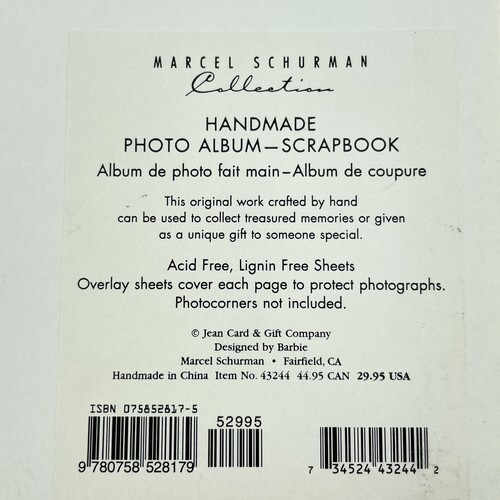 MARCEL SCHURMAN
Collection
HANDMADE
PHOTO ALBUM—SCRAPBOOK
Album de photo fait main–Album de coupure
This original work crafted by hand
can be used to collect treasured memories or given
as a unique gift to someone special.
Acid Free, Lignin Free Sheets
Overlay sheets cover each page to protect photographs.
Photocorners not included.
© Jean Card & Gift Company
Designed by Barbie
Marcel Schurman • Fairfield, CA
Handmade in China Item No. 43244 44.95 CAN 29.95 USA
ISBN 075852817-5
52995
9 780758 528179
7 34524 43244 2